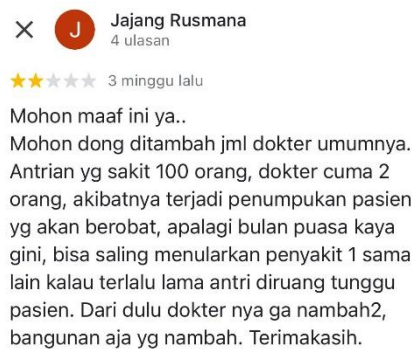 J
Jajang Rusmana
4 ulasan
3 minggu lalu
Mohon maaf ini ya..
Mohon dong ditambah jml dokter umumnya.
Antrian yg sakit 100 orang, dokter cuma 2
orang, akibatnya terjadi penumpukan pasien
yg akan berobat, apalagi bulan puasa kaya
gini, bisa saling menularkan penyakit 1 sama
lain kalau terlalu lama antri diruang tunggu
pasien. Dari dulu dokter nya ga nambah2,
bangunan aja yg nambah. Terimakasih.